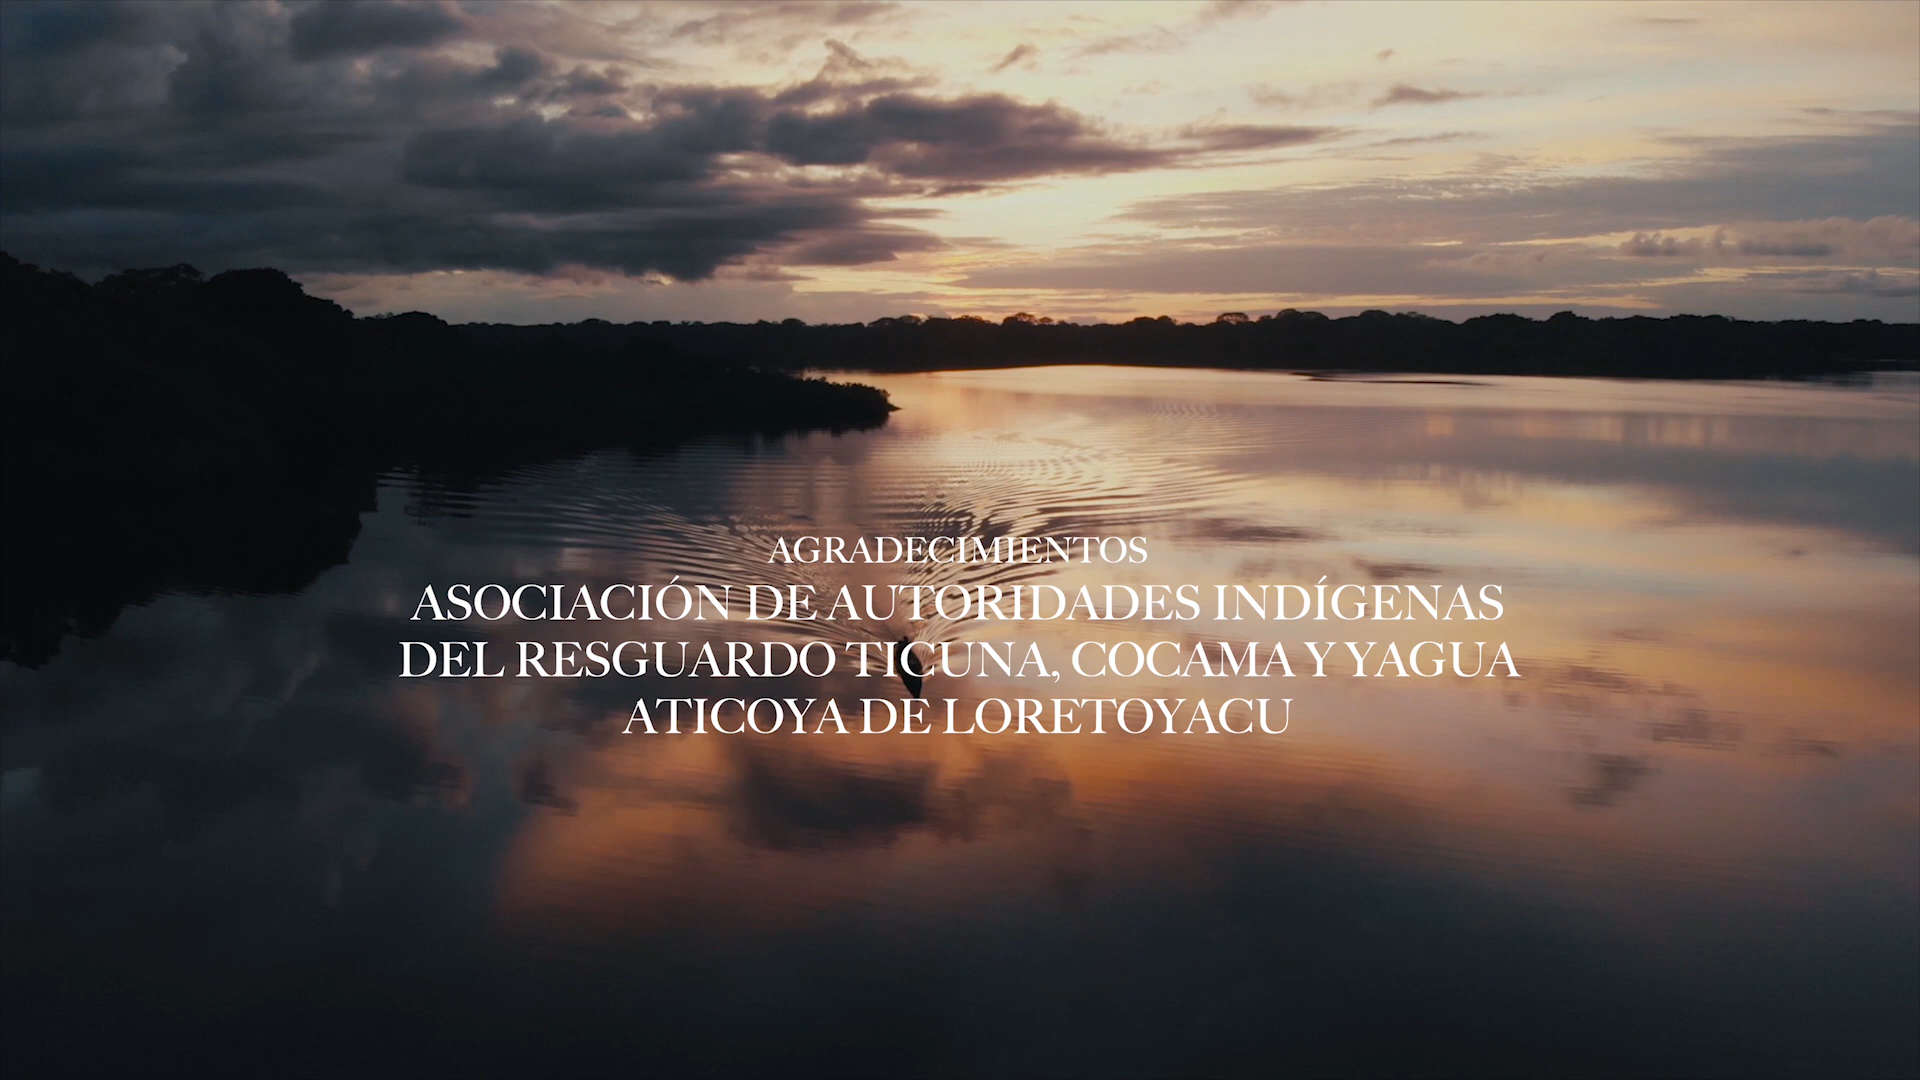 AGRADECIMIENTOS
ASOCIACIÓN DE AUTORIDADES INDÍGENAS
DEL RESGUARDO TICUNA, COCAMA Y YAGUA
ATICOYA DE LORETOYACU